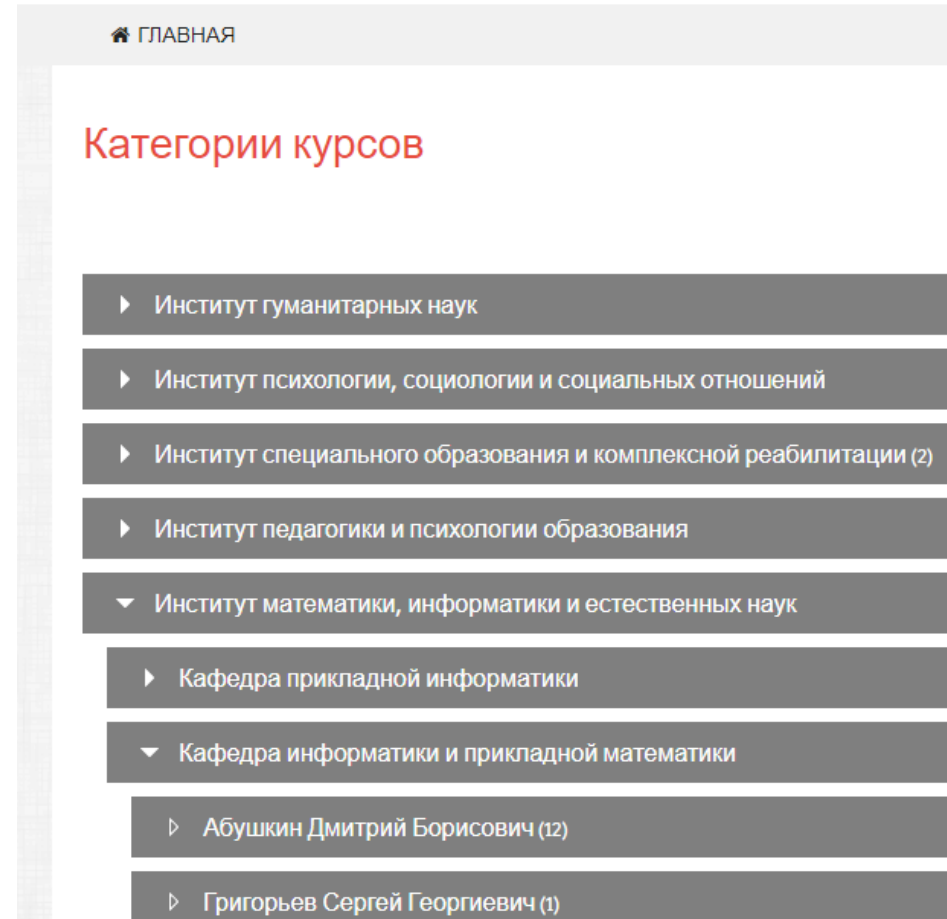 ГЛАВНАЯ
Категории курсов
Институт гуманитарных наук
Институт психологии, социологии и социальных отношений
Институт специального образования и комплексной реабилитации (2)
Институт педагогики и психологии образования
Институт математики, информатики и естественных наук
Кафедра прикладной информатики
Кафедра информатики и прикладной математики
Абушкин Дмитрий Борисович (12)
Григорьев Сергей Георгиевич (1)